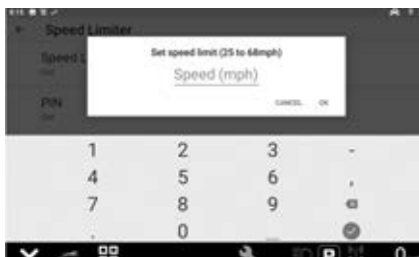 Speed Limiter
Set speed limit (25 to 68mph)
Speed L
Speed (mph)
CANCEL OK
PIN
1 2 3 -
4 5 6 ,
7 8 9
. 0
P 0